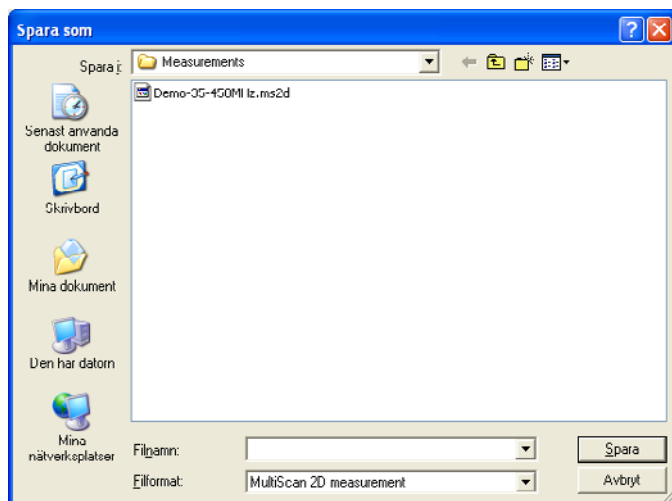 Spara som
Spara i:
Measurements
Demo-35-450MHz.ms2d
Senast använda
dokument
Skrivbord
Mina dokument
Den här datorn
Mina
nätverksplatser
Filnamn:
Spara
Filformat:
MultiScan 2D measurement
Avbryt